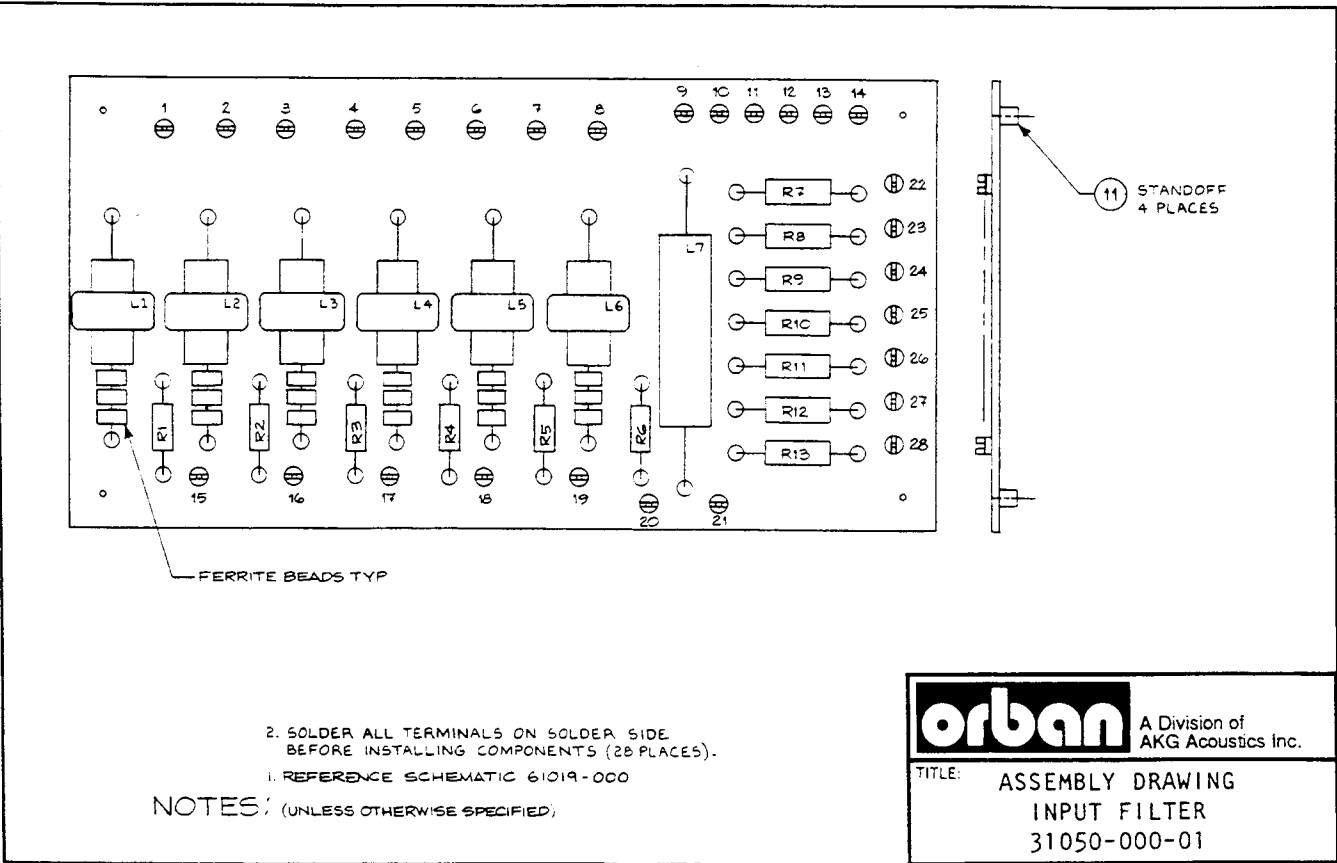 1 2 3 4 5 6 7 8 9 10 11 12 13 14
R7 22
R8 23
R9 24
R10 25
R11 26
R12 27
R13 28
L1 L2 L3 L4 L5 L6 L7
R1 R2 R3 R4 R5 R6
15 16 17 18 19 20 21
11 STANDOFF
4 PLACES
FERRITE BEADS TYP
2. SOLDER ALL TERMINALS ON SOLDER SIDE
BEFORE INSTALLING COMPONENTS (28 PLACES).
1. REFERENCE SCHEMATIC 61019-000
NOTES: (UNLESS OTHERWISE SPECIFIED)
orban
A Division of
AKG Acoustics Inc.
TITLE:
ASSEMBLY DRAWING
INPUT FILTER
31050-000-01